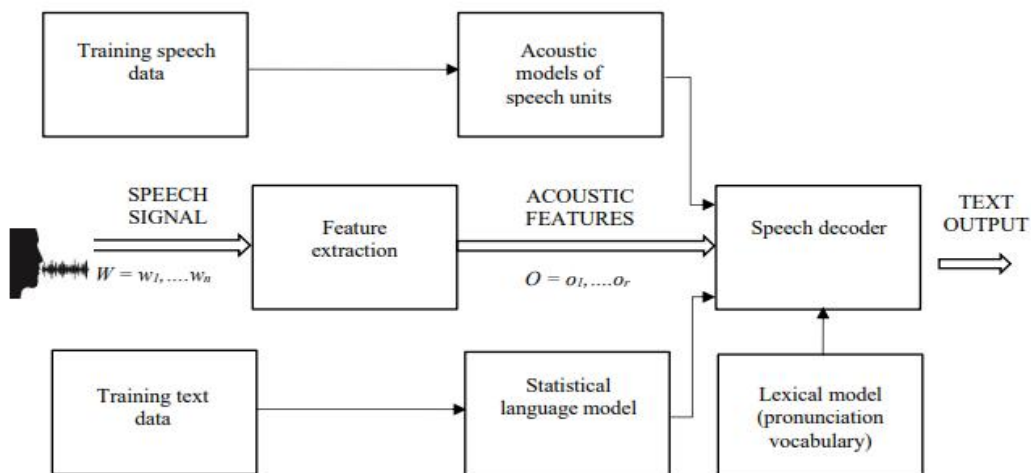 Training speech
data
Acoustic
models of
speech units
SPEECH
SIGNAL
W = w1,....wn
Feature
extraction
ACOUSTIC
FEATURES
O = o1,....or
Speech decoder
TEXT
OUTPUT
Training text
data
Statistical
language model
Lexical model
(pronunciation
vocabulary)